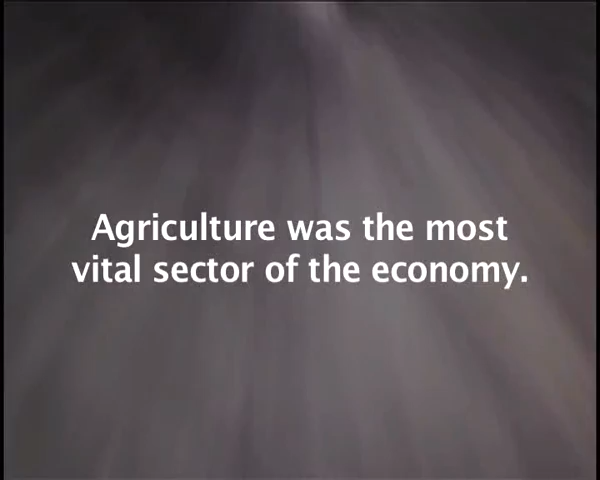 Agriculture was the most
vital sector of the economy.